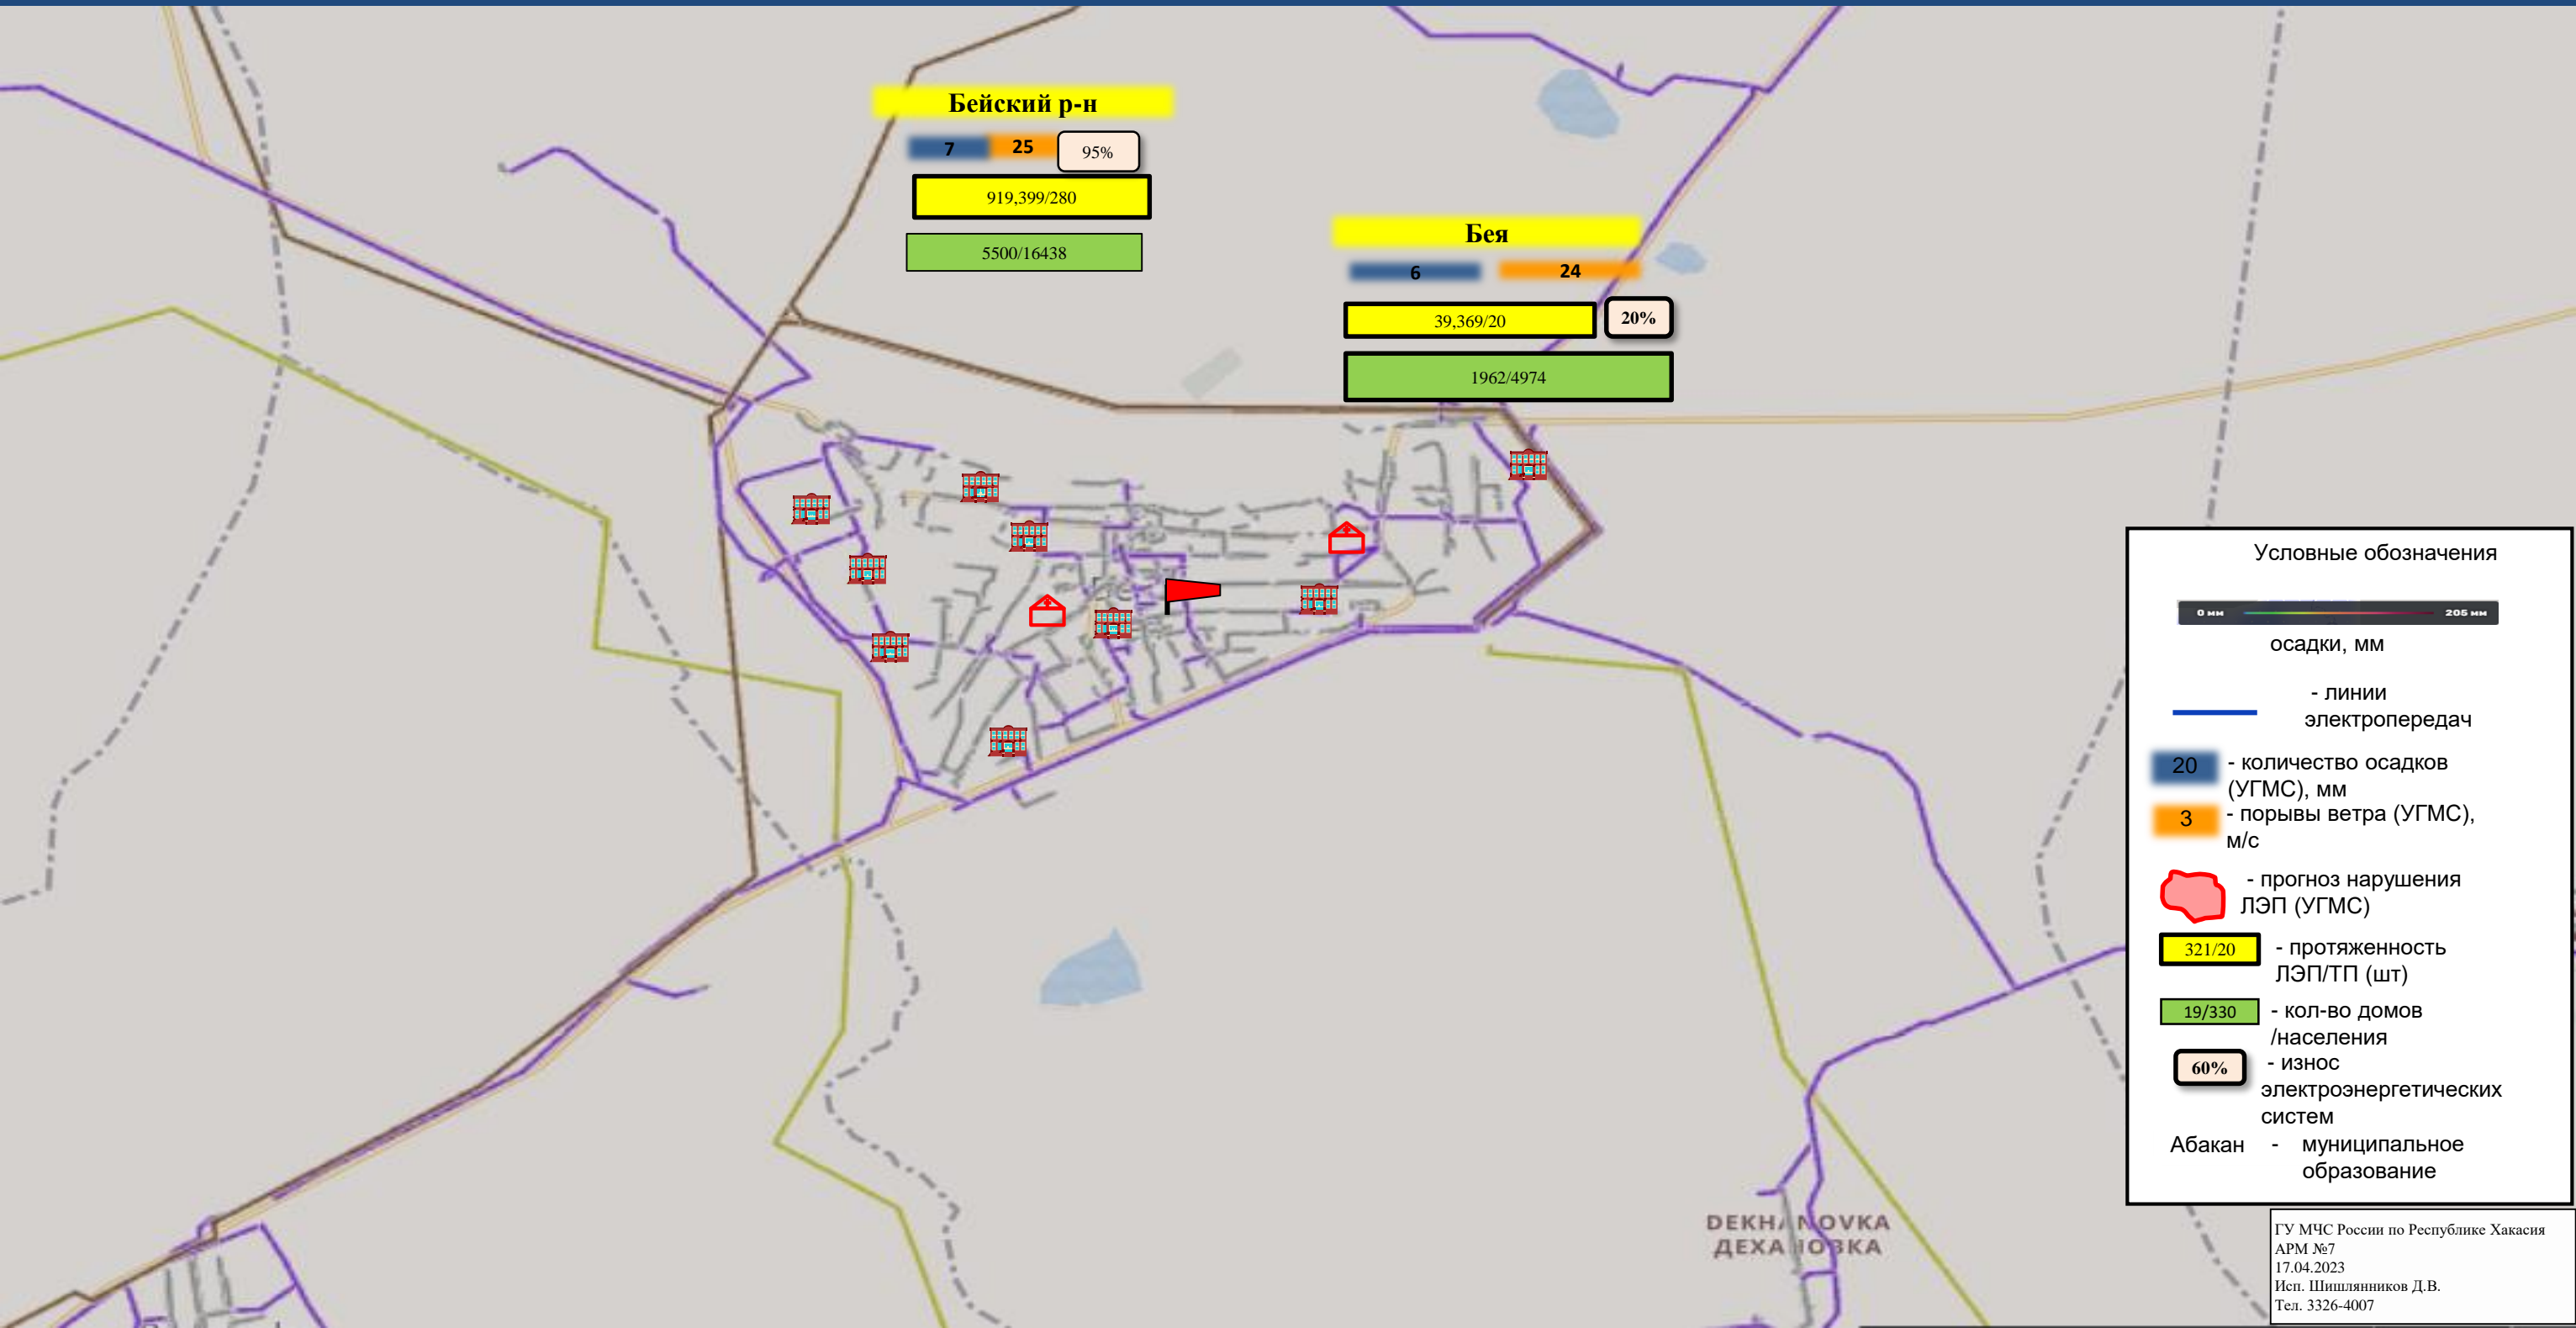 Бейский р-н
7 25 95%
919,399/280
5500/16438
Бея
6 24
39,369/20 20%
1962/4974
Условные обозначения
0 мм 205 мм
осадки, мм
- линии
электропередач
20 - количество осадков
(УГМС), мм
3 - порывы ветра (УГМС),
м/с
- прогноз нарушения
ЛЭП (УГМС)
321/20 - протяженность
ЛЭП/ТП (шт)
19/330 - кол-во домов
/населения
60% - износ
электроэнергетических
систем
Абакан - муниципальное
образование
DEKHANOVKA
ДЕХАНОВКА
ГУ МЧС России по Республике Хакасия
АРМ №7
17.04.2023
Исп. Шишлянников Д.В.
Тел. 3326-4007